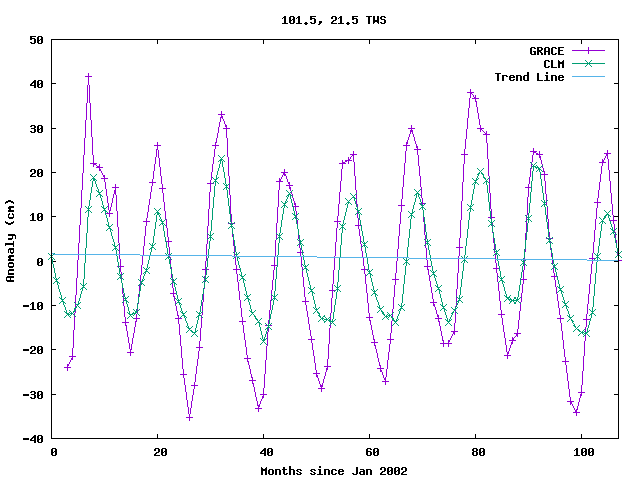 101.5, 21.5 TWS
GRACE
CLM
Trend Line
50
40
30
20
10
0
-10
-20
-30
-40
Anomaly (cm)
0 20 40 60 80 100
Months since Jan 2002